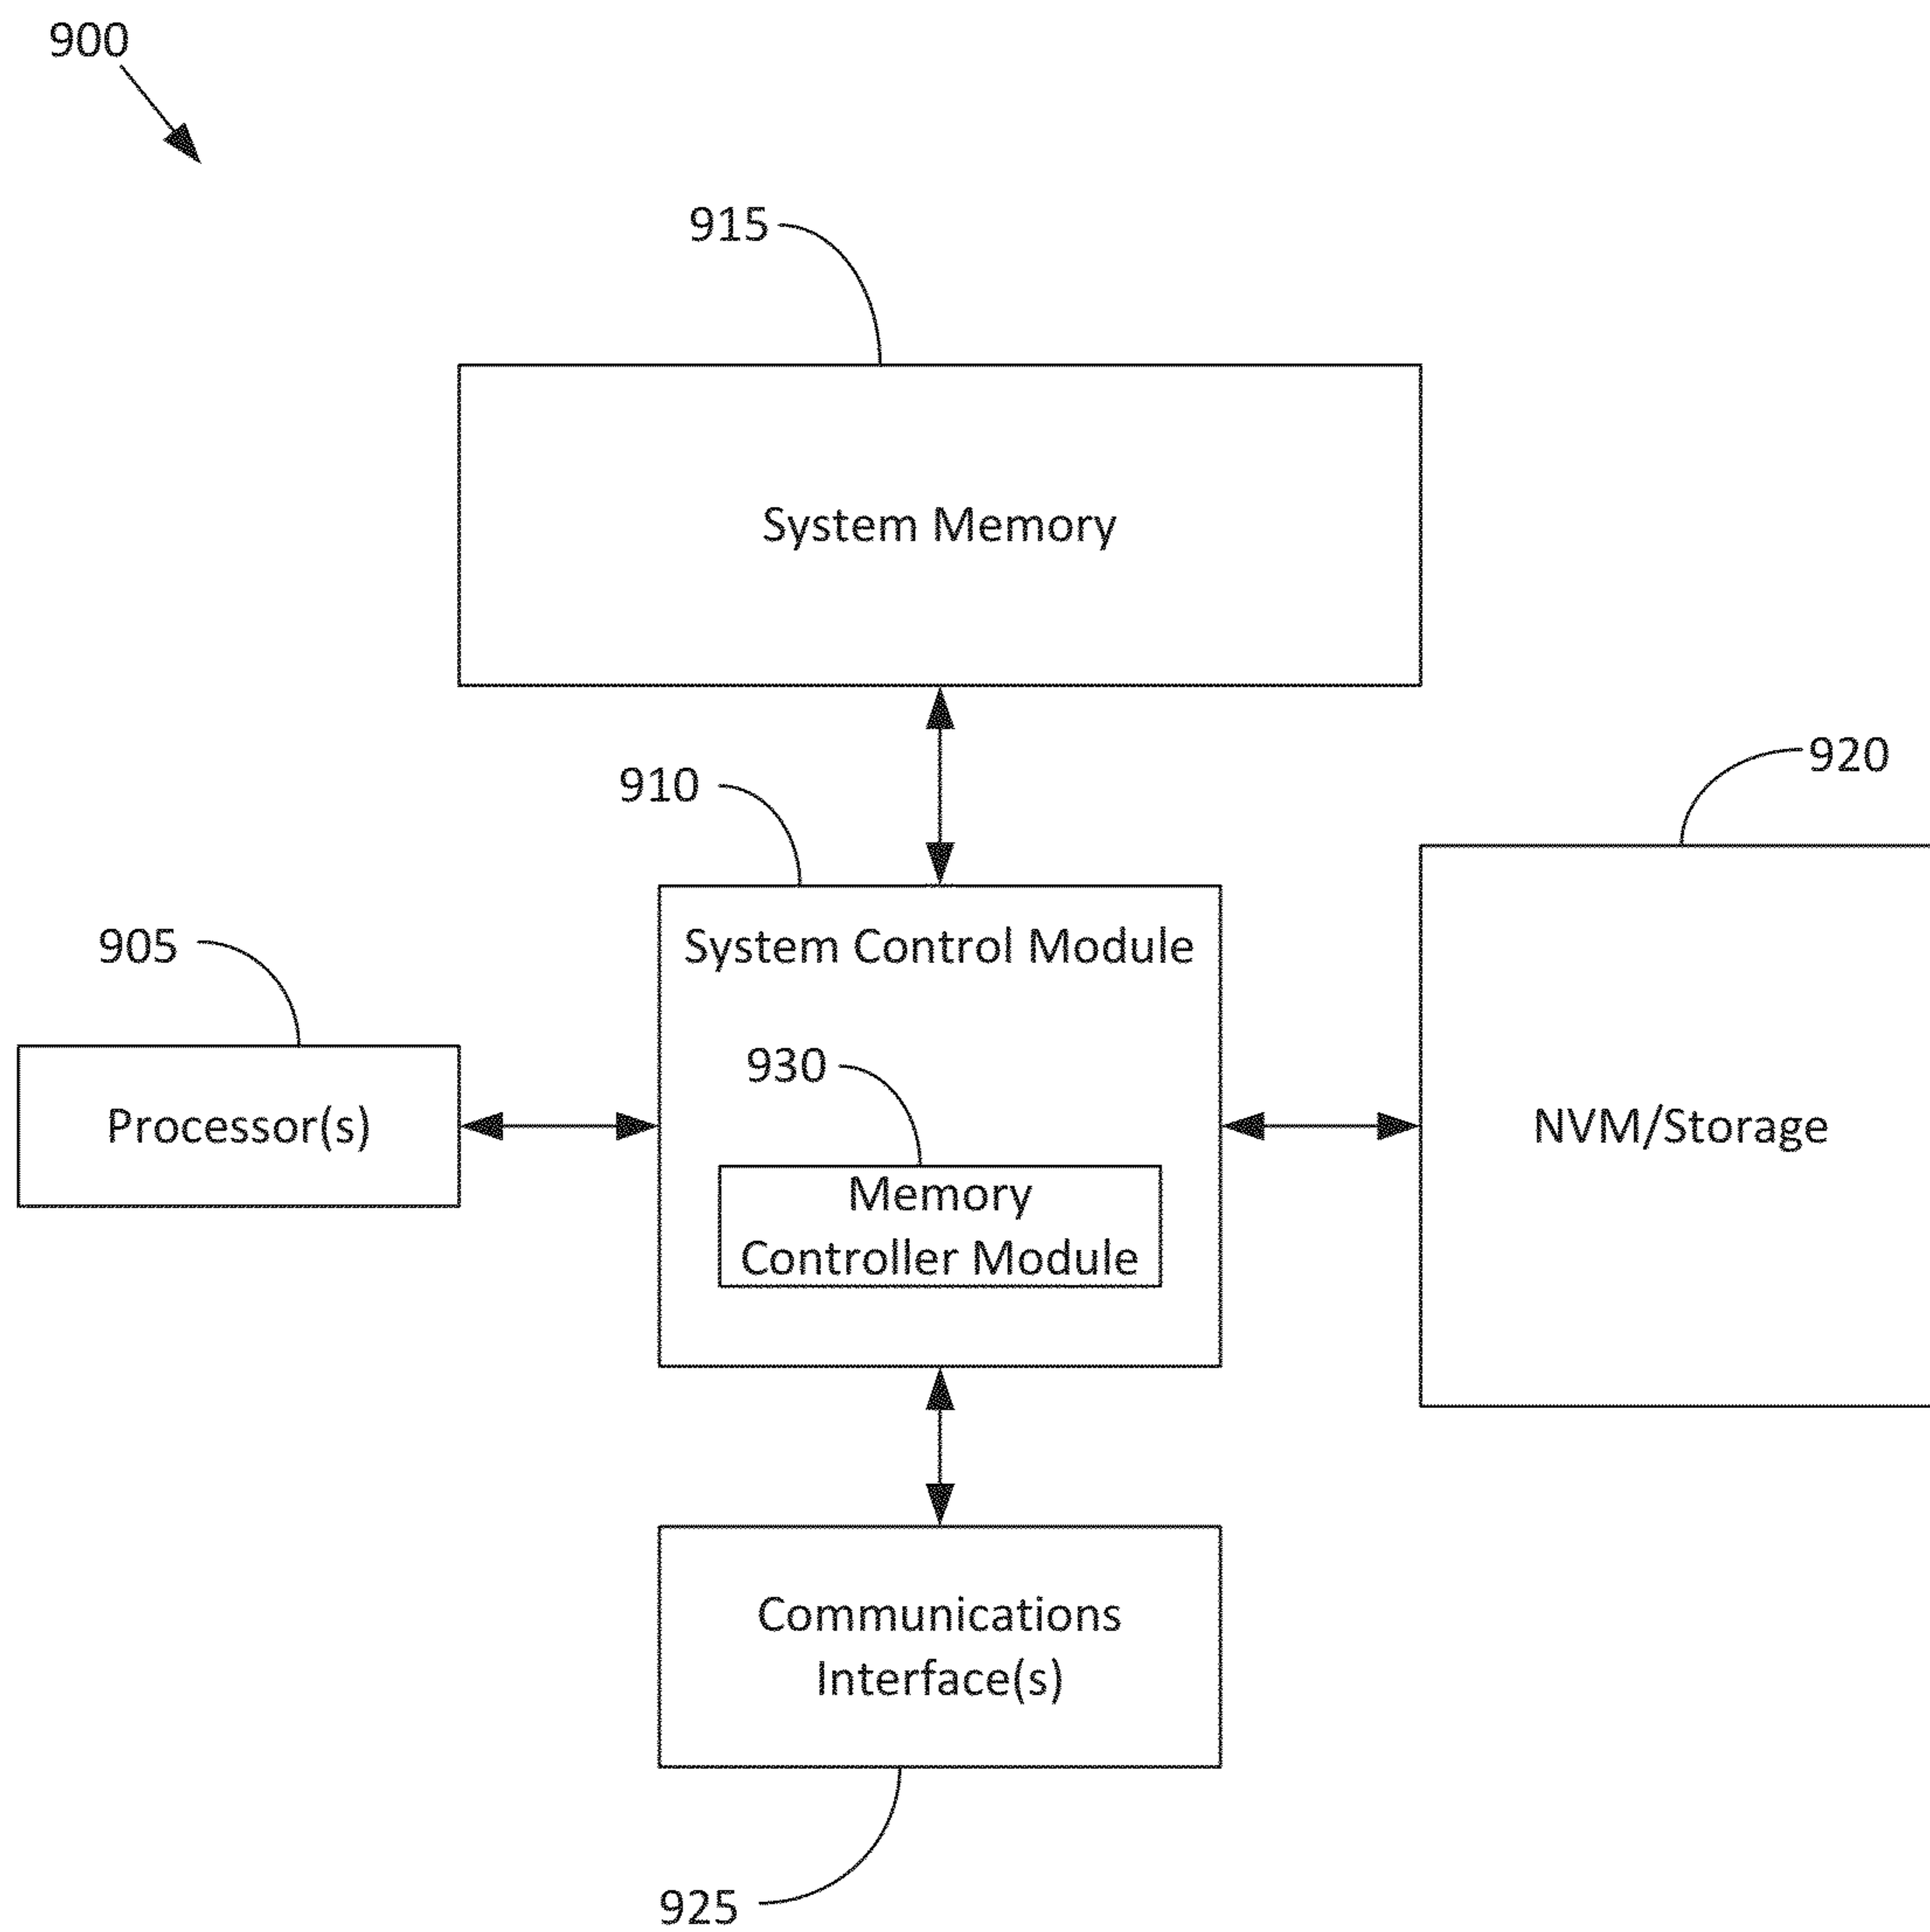 900
915
System Memory
910
920
905
System Control Module
930
Processor(s)
NVM/Storage
Memory
Controller Module
Communications
Interface(s)
925